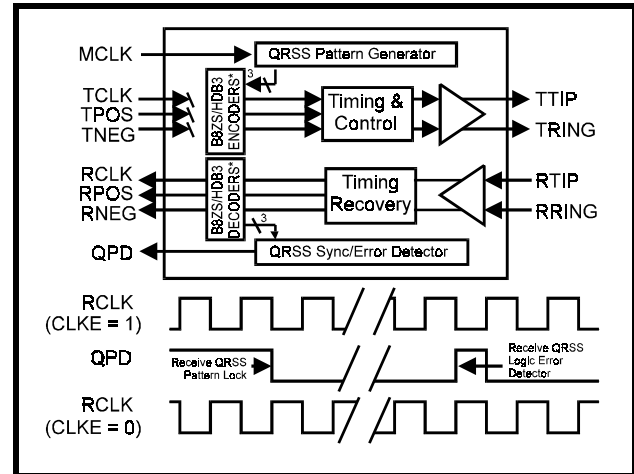 MCLK
QRSS Pattern Generator
3
TCLK
TPOS
TNEG
B8ZS/HDB3
ENCODERS*
Timing &
Control
TTIP
TRING
RCLK
RPOS
RNEG
B8ZS/HDB3
DECODERS*
Timing
Recovery
RTIP
RRING
3
QPD
QRSS Sync/Error Detector
RCLK
(CLKE = 1)
QPD
Receive QRSS
Pattern Lock
Receive QRSS
Logic Error
Detector
RCLK
(CLKE = 0)